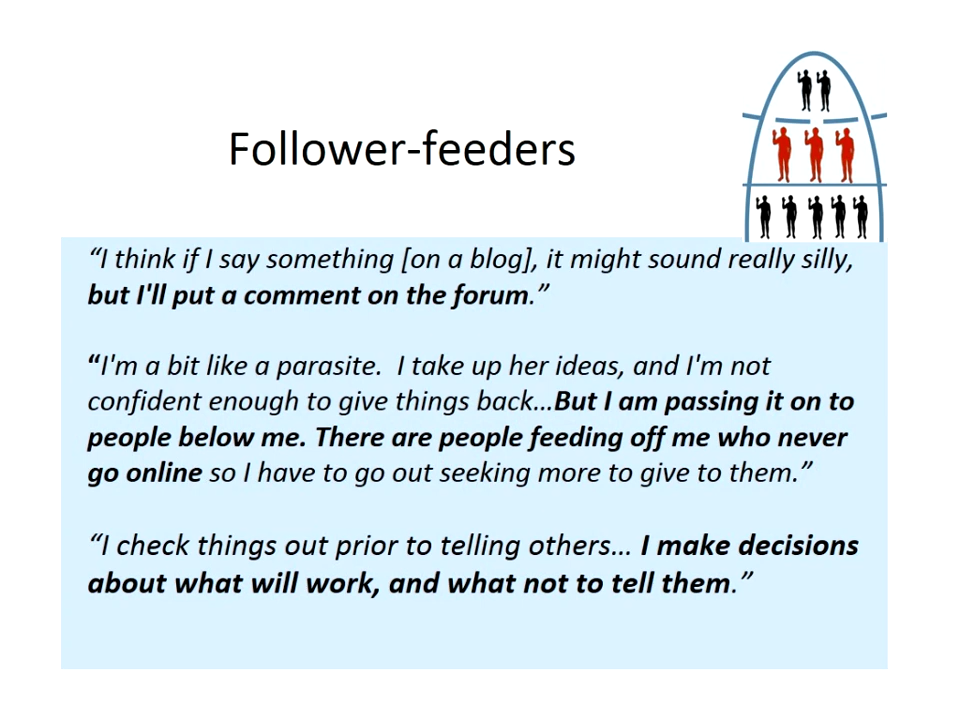 Follower-feeders
“I think if I say something [on a blog], it might sound really silly,
but I'll put a comment on the forum.”
“I'm a bit like a parasite. I take up her ideas, and I'm not
confident enough to give things back…But I am passing it on to
people below me. There are people feeding off me who never
go online so I have to go out seeking more to give to them.”
“I check things out prior to telling others… I make decisions
about what will work, and what not to tell them.”